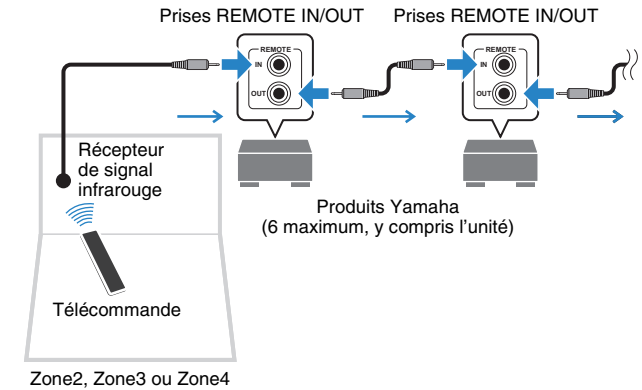 Prises REMOTE IN/OUT
Prises REMOTE IN/OUT
REMOTE
IN
OUT
REMOTE
IN
OUT
Récepteur
de signal
infrarouge
Produits Yamaha
(6 maximum, y compris l’unité)
Télécommande
Zone2, Zone3 ou Zone4